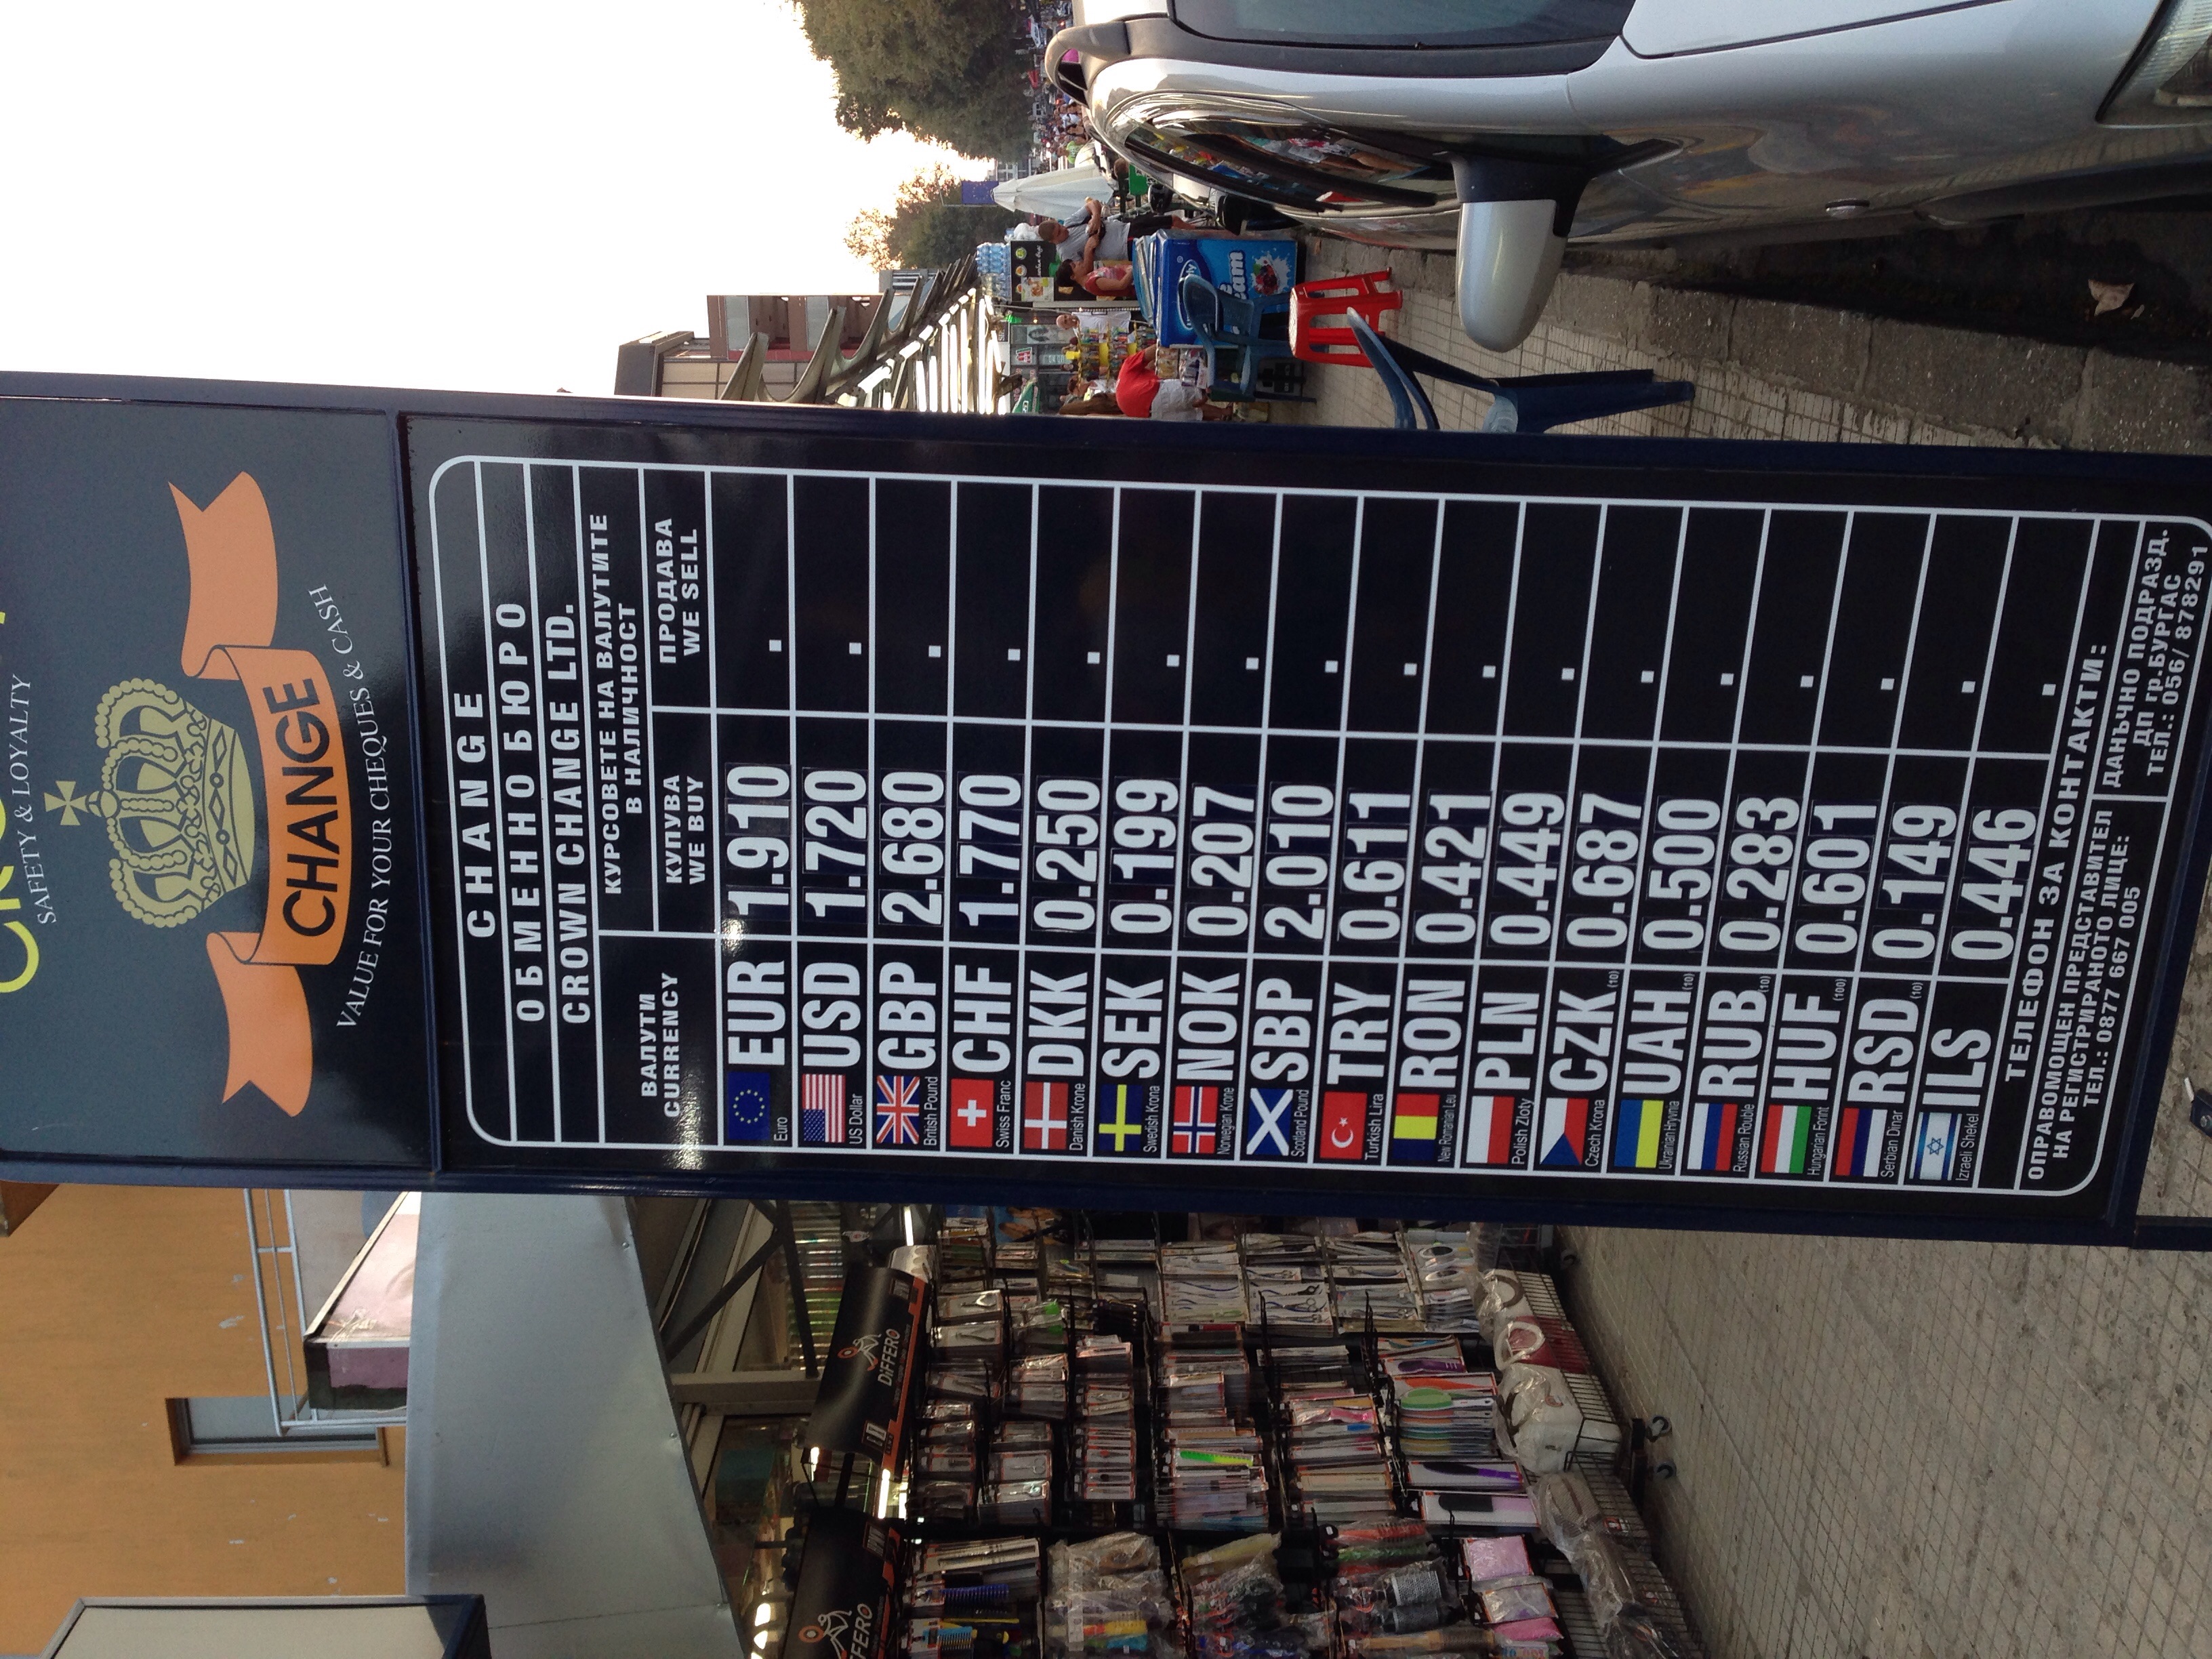 SAFETY & LOYALTY
CHANGE
VALUE FOR YOUR CHEQUES & CASH
CHANGE
ОБМЕННО БЮРО
CROWN CHANGE LTD.
ВАЛУТИ
CURRENCY
КУРСОВЕТЕ НА ВАЛУТИТЕ
В НАЛИЧНОСТ
КУПУВА
WE BUY
ПРОДАВА
WE SELL
EUR 1.910 .
Euro
USD 1.720 .
US Dollar
GBP 2.680 .
British Pound
CHF 1.770 .
Swiss Franc
DKK 0.250 .
Danish Krone
SEK 0.199 .
Swedish Krona
NOK 0.207 .
Norwegian Krone
SBP 2.010 .
Scotland Pound
TRY 0.611 .
Turkish Lira
RON 0.421 .
New Romanian Leu
PLN 0.449 .
Polish Zloty
CZK (10) 0.687 .
Czech Krona
UAH (10) 0.500 .
Ukrainian Hryvnia
RUB (10) 0.283 .
Russian Rouble
HUF (100) 0.601 .
Hungarian Forint
RSD (10) 0.149 .
Serbian Dinar
ILS 0.446 .
Izraeli Shekel
ТЕЛЕФОН ЗА КОНТАКТИ:
ОПРАВОМОЩЕН ПРЕДСТАВИТЕЛ
НА РЕГИСТРИРАНОТО ЛИЦЕ:
ТЕЛ.: 0877 667 005
ДАНЪЧНО ПОДРАЗД.
ДП гр.БУРГАС
ТЕЛ.: 056/ 878291
DiFFERO